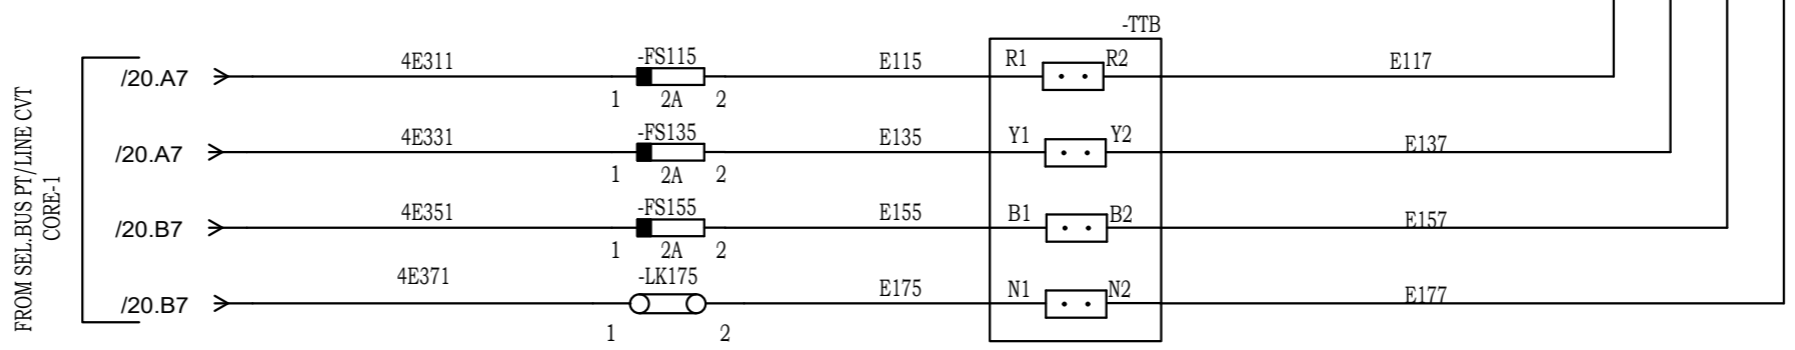 FROM SEL.BUS PT/LINE CVT
CORE-1
-TTB
/20.A7 4E311 -FS115 E115 R1 R2 E117
1 2A 2
/20.A7 4E331 -FS135 E135 Y1 Y2 E137
1 2A 2
/20.B7 4E351 -FS155 E155 B1 B2 E157
1 2A 2
/20.B7 4E371 -LK175 E175 N1 N2 E177
1 2